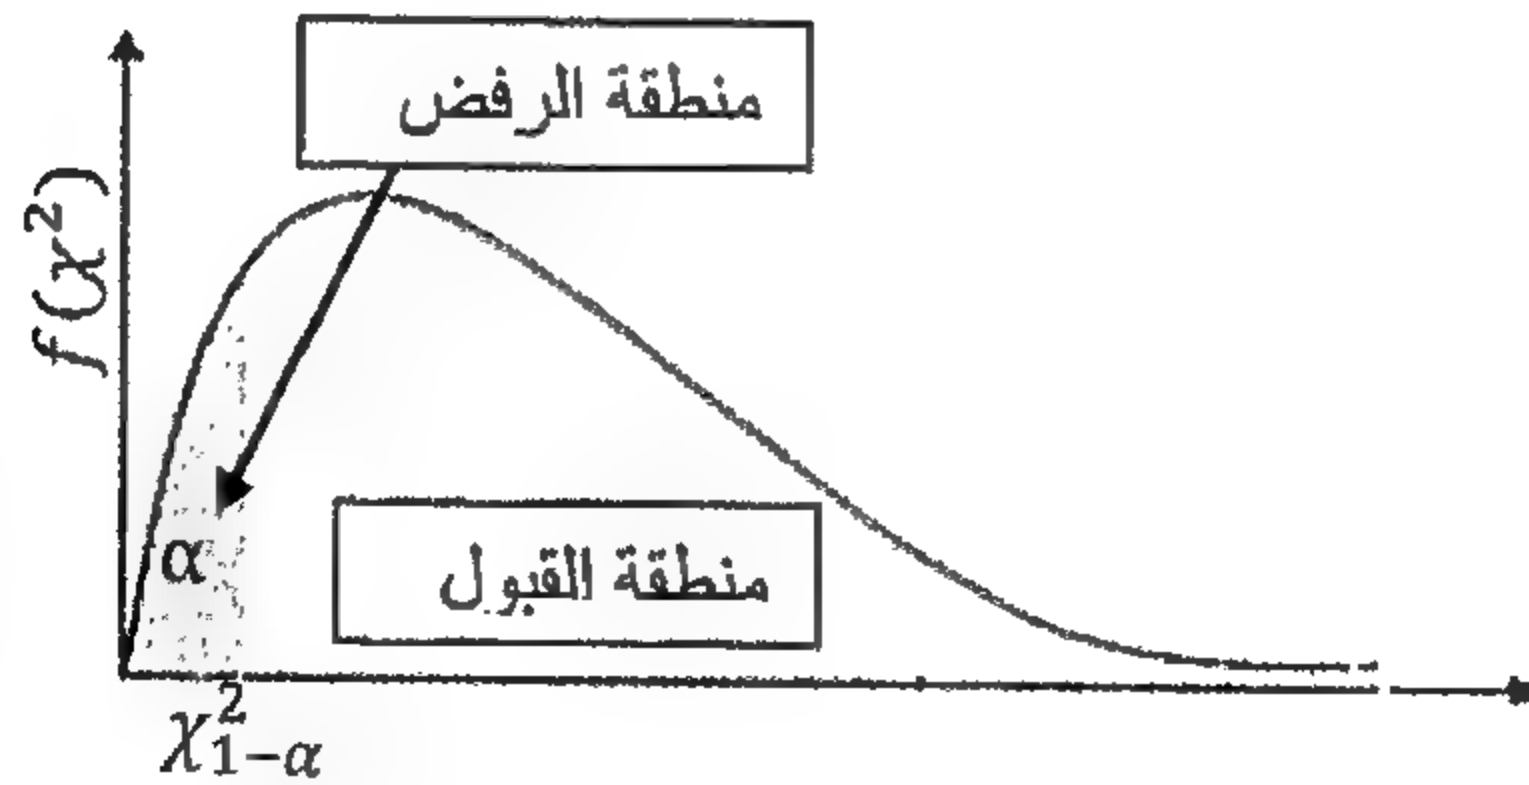 منطقة الرفض
f(χ²)
α
منطقة القبول
χ²₁₋α